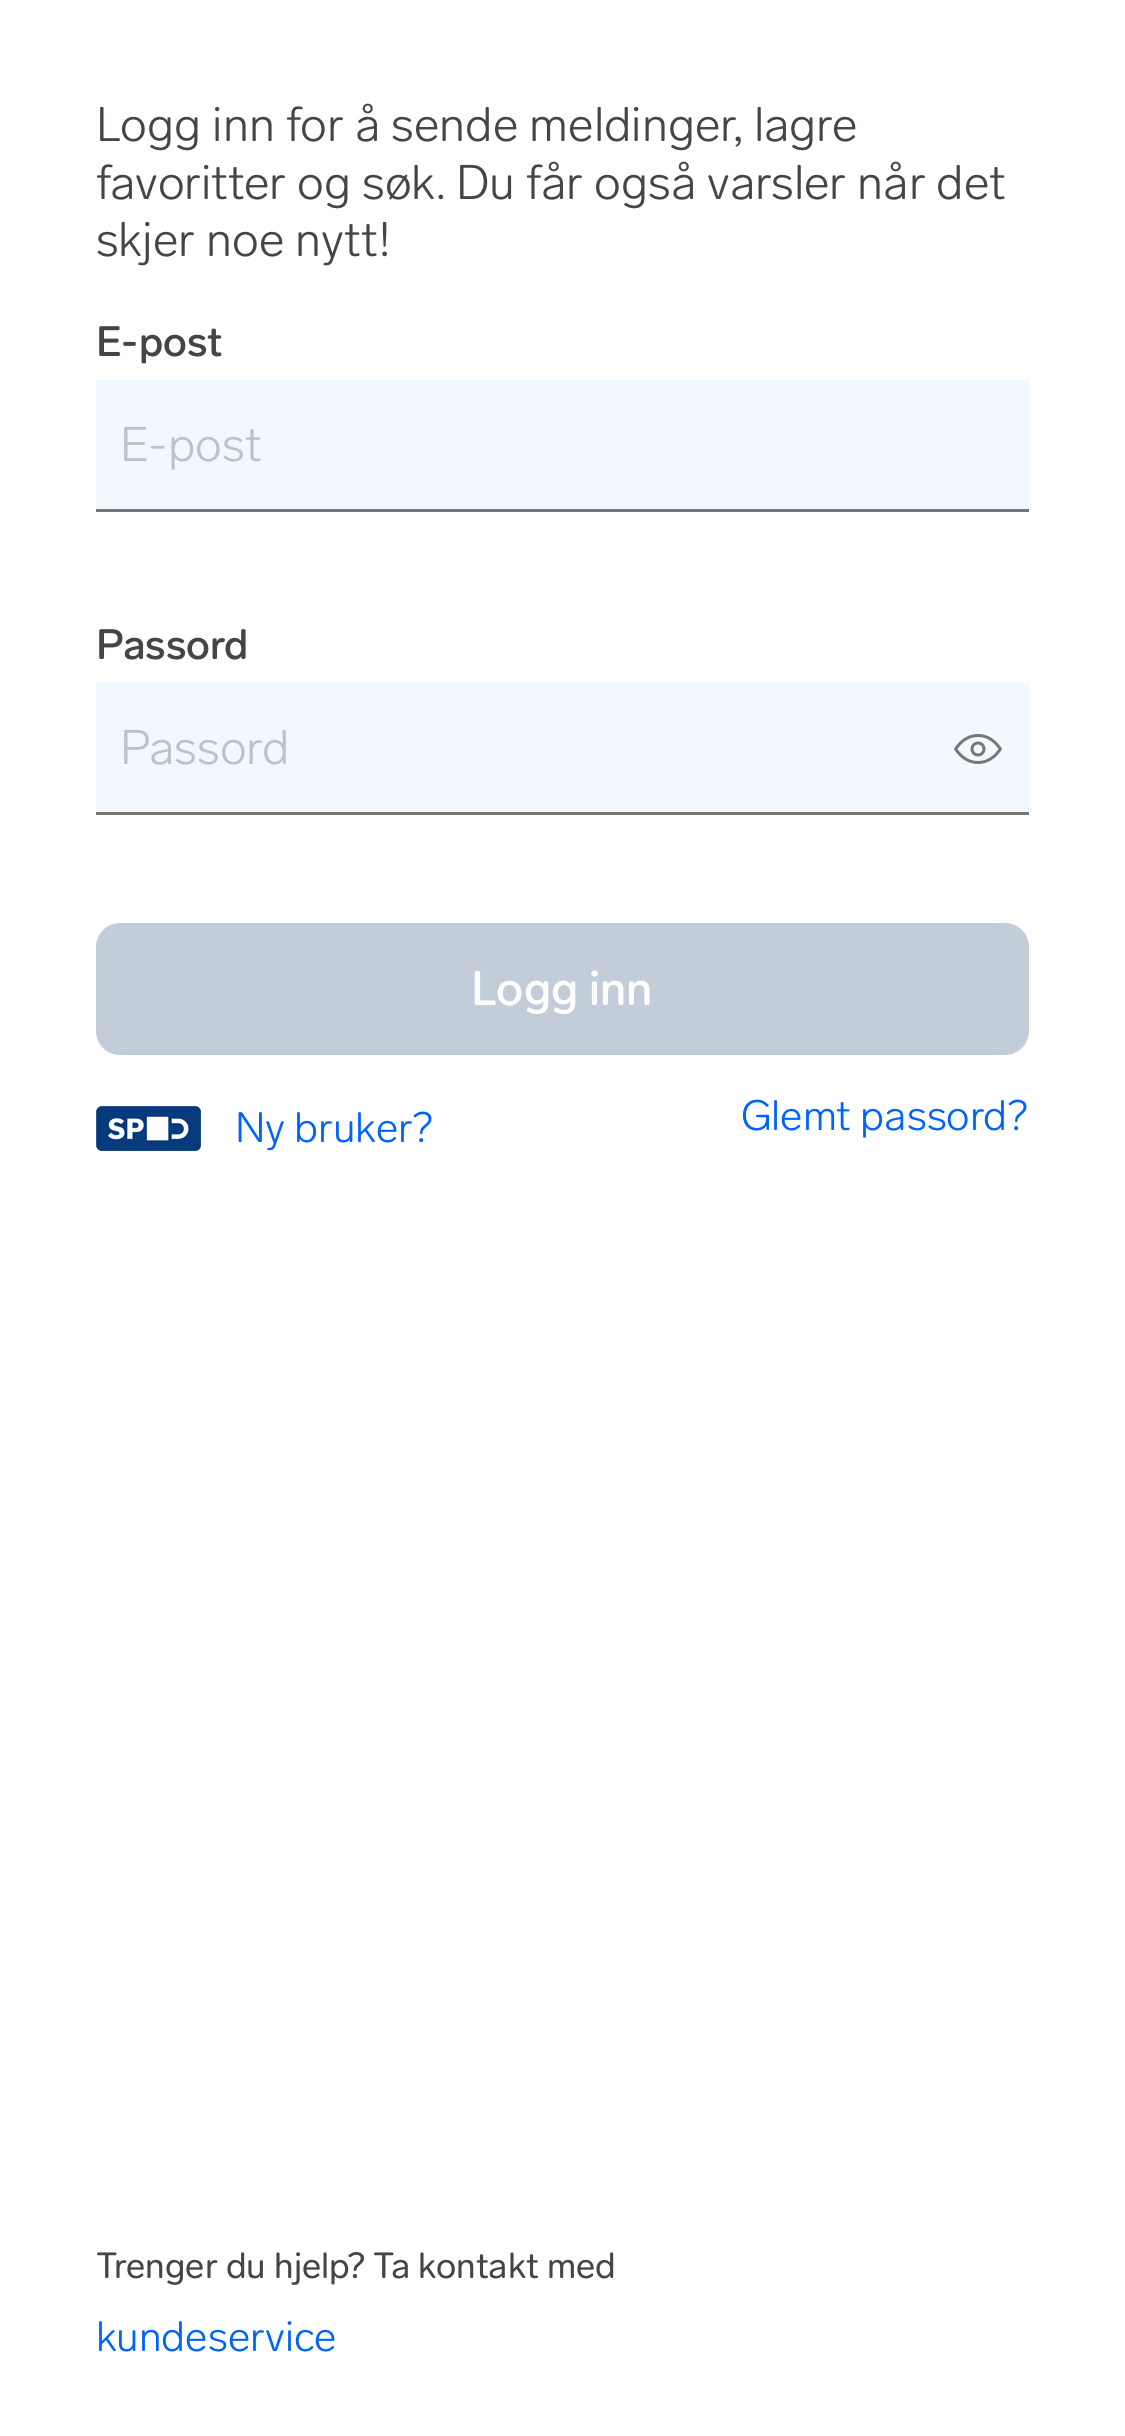 Logg inn for å sende meldinger, lagre
favoritter og søk. Du får også varsler når det
skjer noe nytt!
E-post
E-post
Passord
Passord
Logg inn
Ny bruker?
Glemt passord?
Trenger du hjelp? Ta kontakt med
kundeservice